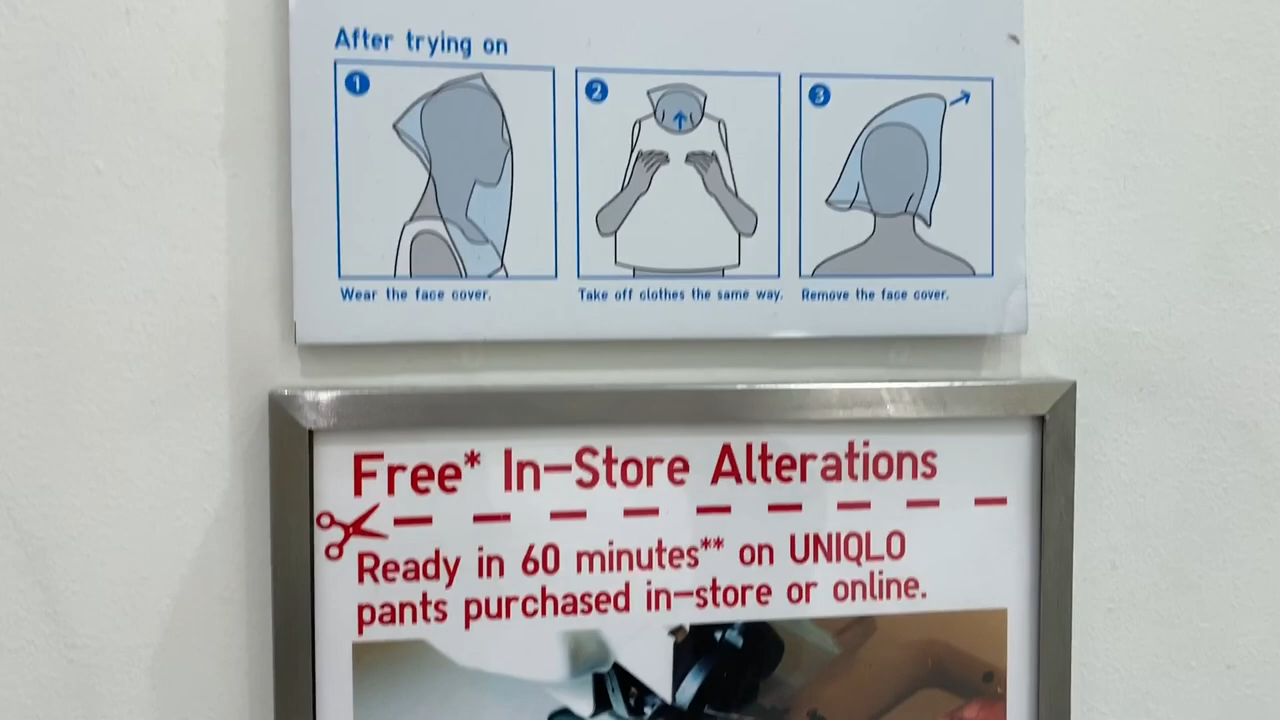 After trying on
1
2
3
Wear the face cover.
Take off clothes the same way.
Remove the face cover.
Free* In-Store Alterations
Ready in 60 minutes** on UNIQLO
pants purchased in-store or online.